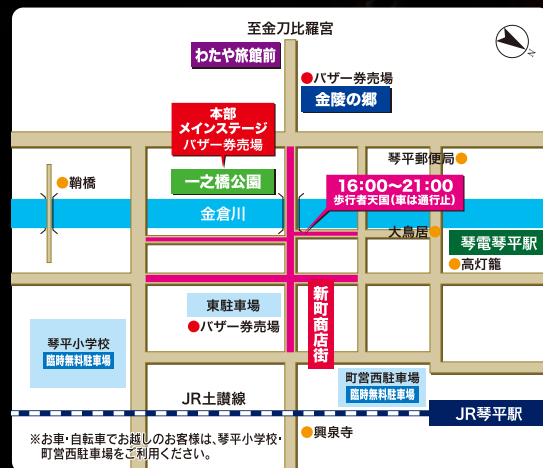 至金刀比羅宮
わたや旅館前
バザー券売場
金陵の郷
本部
メインステージ
バザー券売場
琴平郵便局
鞘橋
一之橋公園
16:00〜21:00
歩行者天国(車は通行止)
金倉川
大鳥居
琴電琴平駅
高灯籠
東駐車場
バザー券売場
新町商店街
琴平小学校
臨時無料駐車場
町営西駐車場
臨時無料駐車場
JR土讃線
JR琴平駅
興泉寺
※お車・自転車でお越しのお客様は、琴平小学校・
町営西駐車場をご利用ください。
N